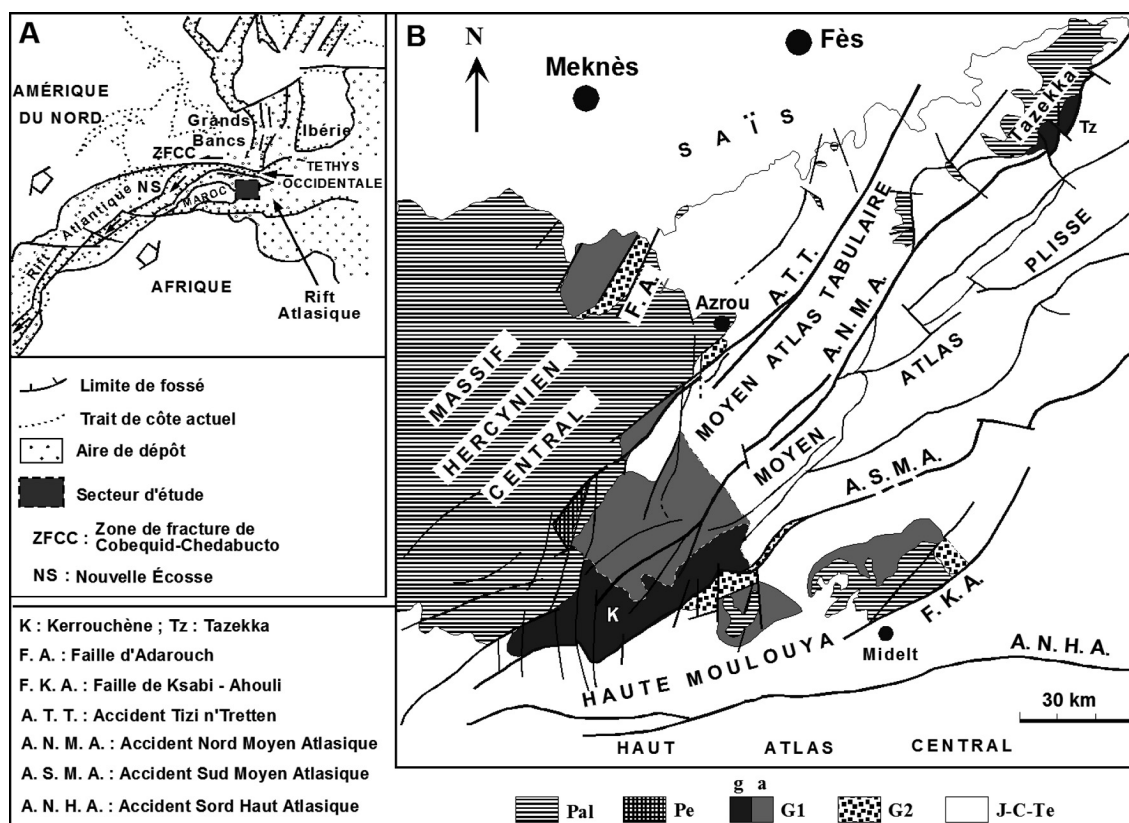 A
AMÉRIQUE
DU NORD
Grands
Bancs
Ibérie
ZFCC
TETHYS
OCCIDENTALE
NS
MAROC
Rift Atlantique
AFRIQUE
Rift
Atlasique
Limite de fossé
Trait de côte actuel
Aire de dépôt
Secteur d'étude
ZFCC : Zone de fracture de
Cobequid-Chedabucto
NS : Nouvelle Écosse
K : Kerrouchène ; Tz : Tazekka
F. A. : Faille d'Adarouch
F. K. A. : Faille de Ksabi - Ahouli
A. T. T. : Accident Tizi n'Tretten
A. N. M. A. : Accident Nord Moyen Atlasique
A. S. M. A. : Accident Sud Moyen Atlasique
A. N. H. A. : Accident Sord Haut Atlasique
B
N
Fès
Meknès
SAÏS
Tazekka
Tz
PLISSE
F. A.
Azrou
A. T. T.
MOYEN ATLAS TABULAIRE
A. N. M. A.
ATLAS
MASSIF
HERCYNIEN
CENTRAL
MOYEN
A. S. M. A.
K
F. K. A.
HAUTE MOULOUYA
Midelt
A. N. H. A.
30 km
HAUT ATLAS CENTRAL
g a
Pal Pe G1 G2 J-C-Te